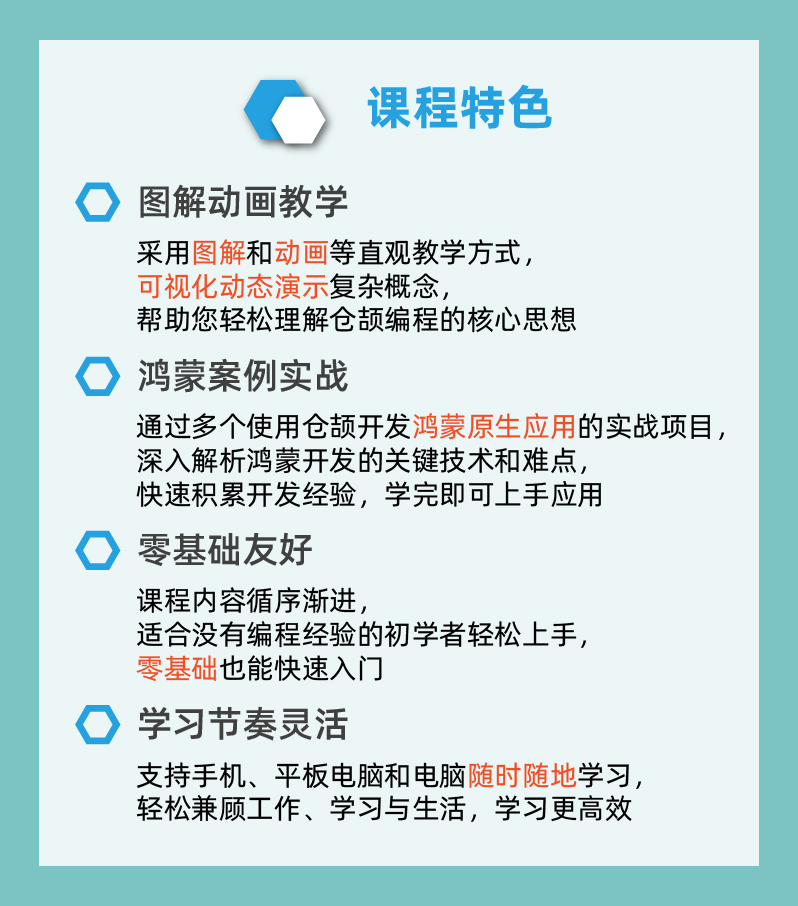 课程特色
图解动画教学
采用图解和动画等直观教学方式，
可视化动态演示复杂概念，
帮助您轻松理解仓颉编程的核心思想
鸿蒙案例实战
通过多个使用仓颉开发鸿蒙原生应用的实战项目，
深入解析鸿蒙开发的关键技术和难点，
快速积累开发经验，学完即可上手应用
零基础友好
课程内容循序渐进，
适合没有编程经验的初学者轻松上手，
零基础也能快速入门
学习节奏灵活
支持手机、平板电脑和电脑随时随地学习，
轻松兼顾工作、学习与生活，学习更高效